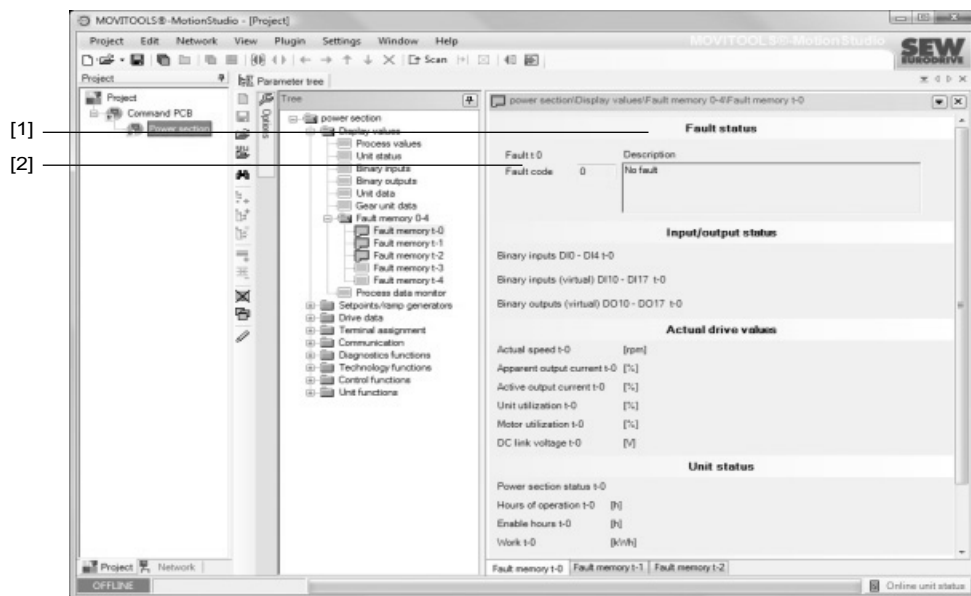 MOVITOOLS®-MotionStudio - [Project]
Project Edit Network View Plugin Settings Window Help
MOVITOOLS®-MotionStudio
SEW
EURODRIVE
Scan
Project
Parameter tree
Project
Command PCB
Power section
Options
Tree
power section
Display values
Process values
Unit status
Binary inputs
Binary outputs
Unit data
Gear unit data
Fault memory 0-4
Fault memory t-0
Fault memory t-1
Fault memory t-2
Fault memory t-3
Fault memory t-4
Process data monitor
Setpoints/ramp generators
Drive data
Terminal assignment
Communication
Diagnostics functions
Technology functions
Control functions
Unit functions
power section\Display values\Fault memory 0-4\Fault memory t-0
[1]
Fault status
[2]
Fault t 0 Description
Fault code 0 No fault
Input/output status
Binary inputs DI0 - DI4 t-0
Binary inputs (virtual) DI10 - DI17 t-0
Binary outputs (virtual) DO10 - DO17 t-0
Actual drive values
Actual speed t-0 [rpm]
Apparent output current t-0 [%]
Active output current t-0 [%]
Unit utilization t-0 [%]
Motor utilization t-0 [%]
DC link voltage t-0 [V]
Unit status
Power section status t-0
Hours of operation t-0 [h]
Enable hours t-0 [h]
Work t-0 [kWh]
Project Network
Fault memory t-0 Fault memory t-1 Fault memory t-2
OFFLINE
Online unit status